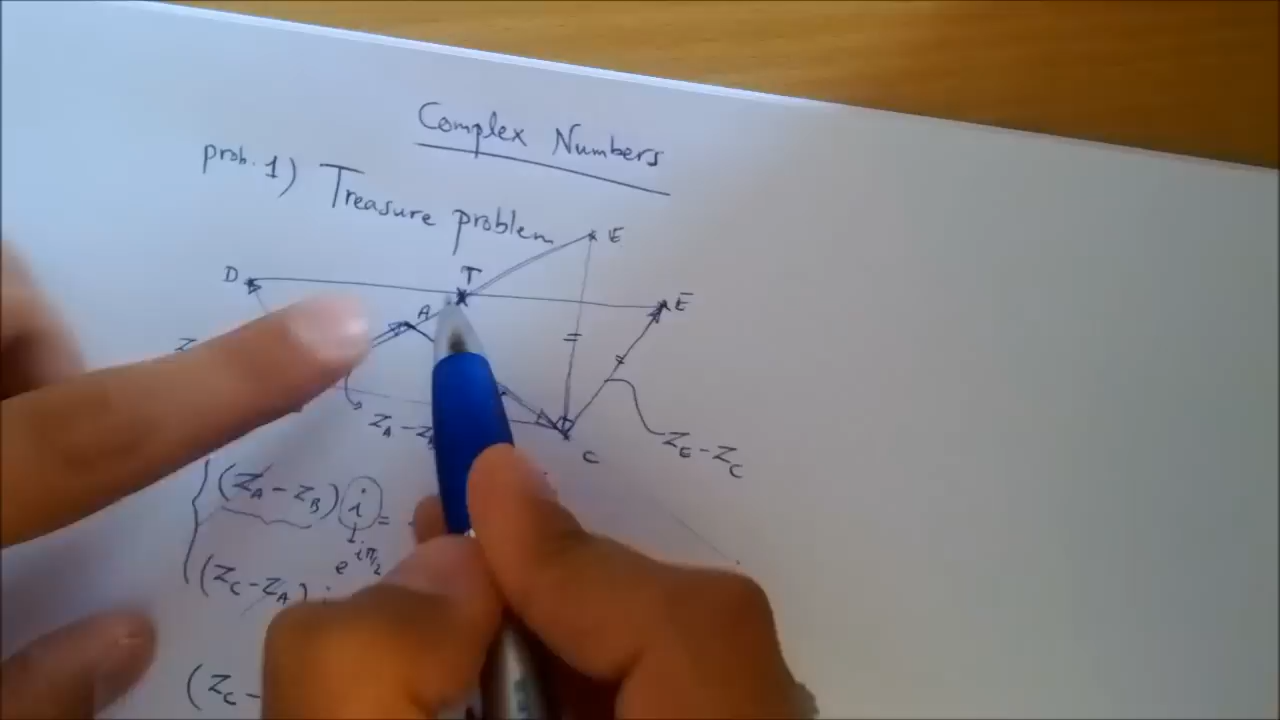 Complex Numbers
prob. 1) Treasure problem
E
D
T
A
E
Z_A - Z
C
Z_E - Z_C
(Z_A - Z_B) i =
e^{iπ/2}
(Z_C - Z_A)
(Z_C -